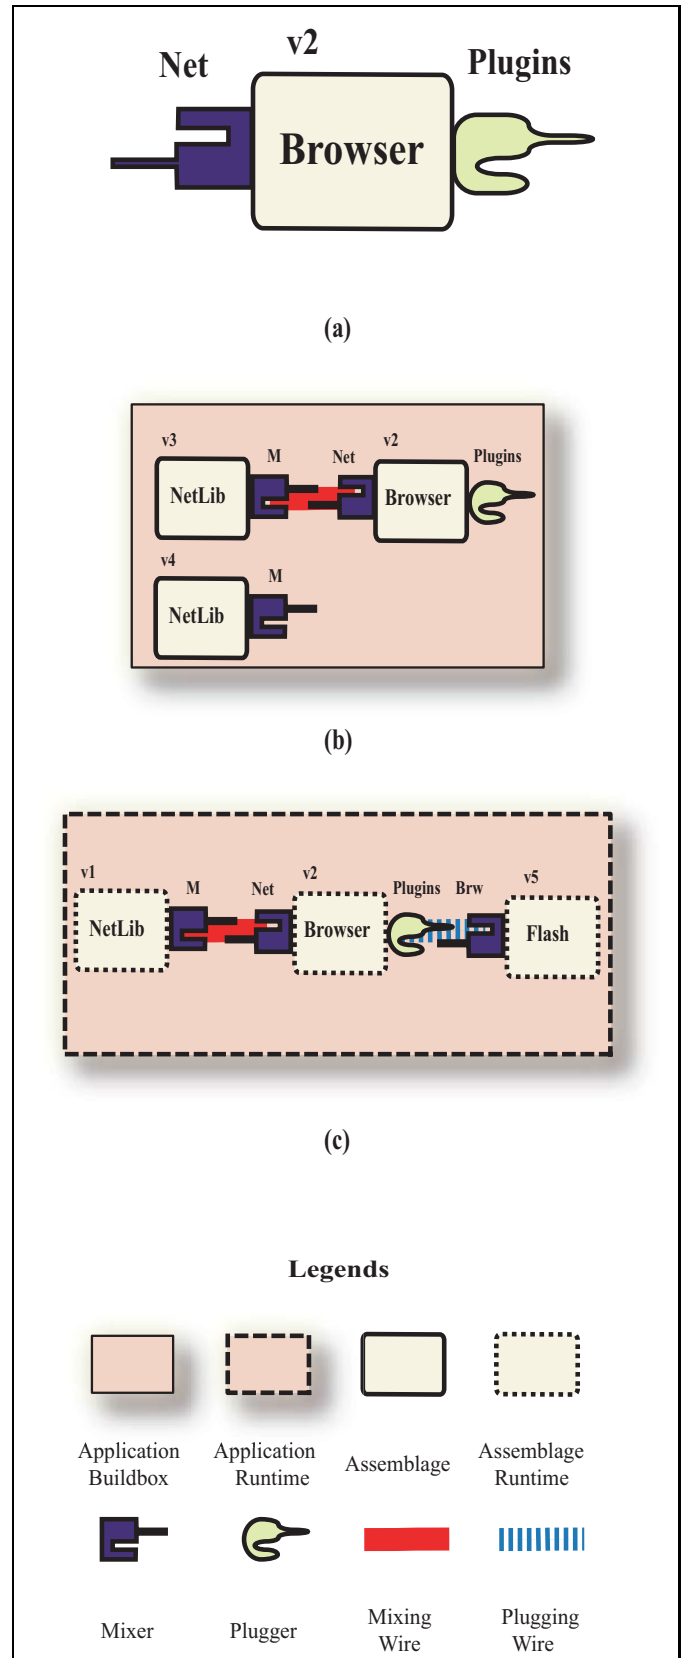 v2
Net
Plugins
Browser
(a)
v3
M
Net
v2
Plugins
NetLib
Browser
v4
M
NetLib
(b)
v1
M
Net
v2
Plugins
Brw
v5
NetLib
Browser
Flash
(c)
Legends
Application
Buildbox
Application
Runtime
Assemblage
Assemblage
Runtime
Mixer
Plugger
Mixing
Wire
Plugging
Wire